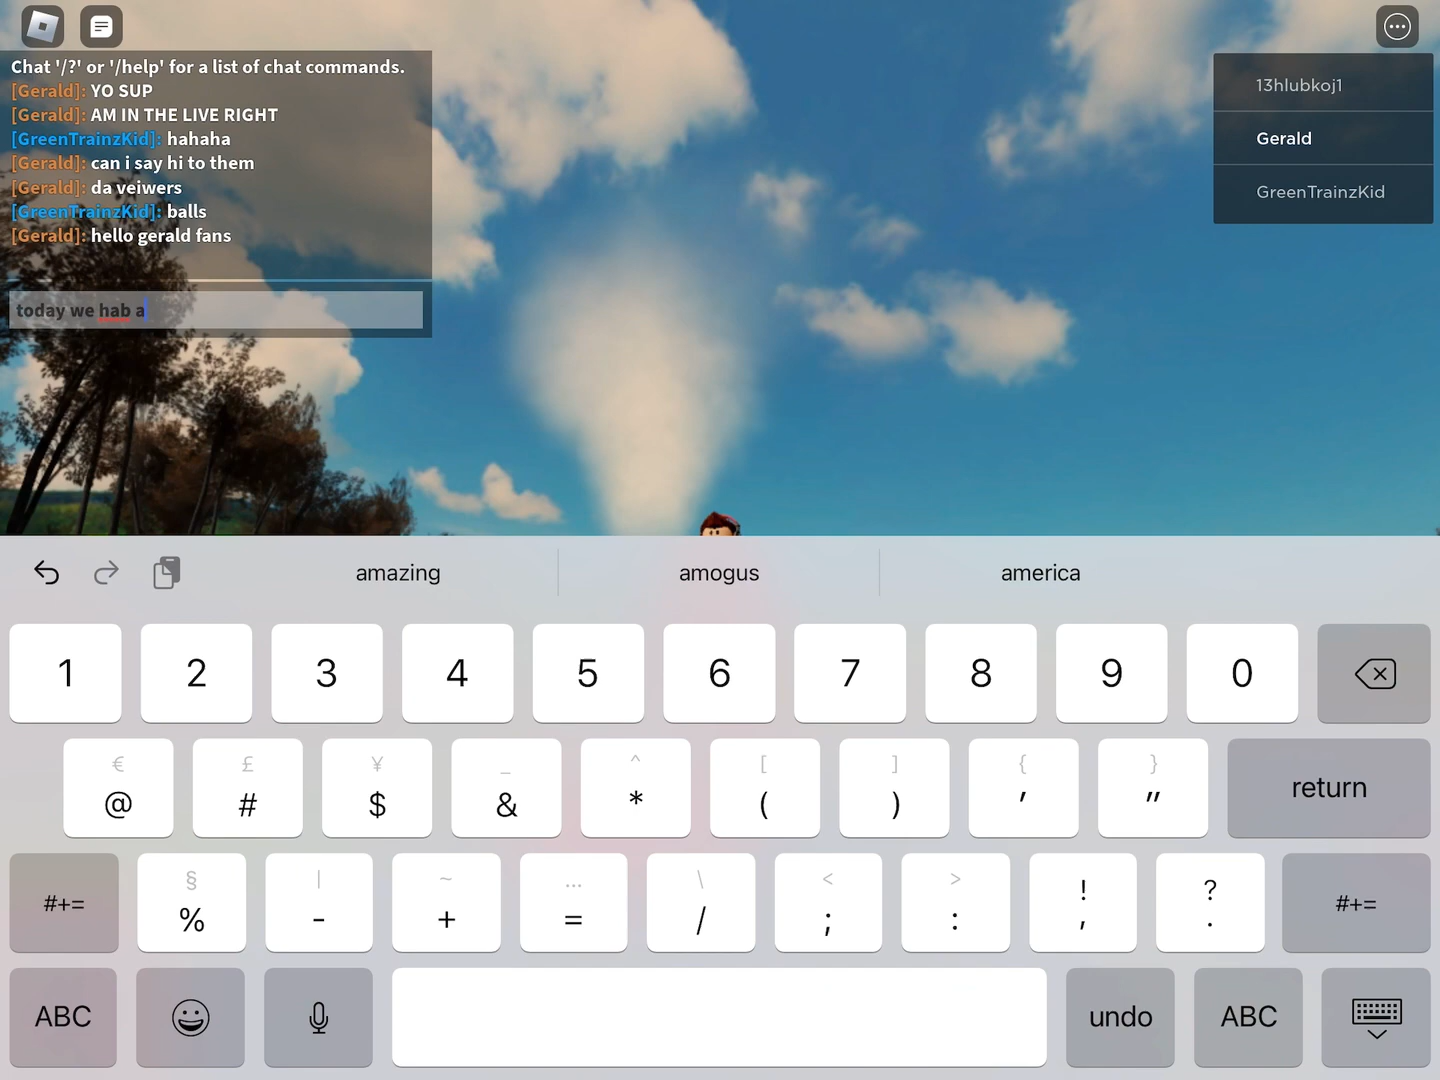 Chat '/?' or '/help' for a list of chat commands.
[Gerald]: YO SUP
[Gerald]: AM IN THE LIVE RIGHT
[GreenTrainzKid]: hahaha
[Gerald]: can i say hi to them
[Gerald]: da veiwers
[GreenTrainzKid]: balls
[Gerald]: hello gerald fans
today we hab a
13hlubkoj1
Gerald
GreenTrainzKid
amazing amogus america
1 2 3 4 5 6 7 8 9 0
€ £ ¥ _ ^ [ ] { }
@ # $ & * ( ) ' " return
§ | ~ … \ < > ! ?
#+= % - + = / ; : , . #+=
ABC undo ABC